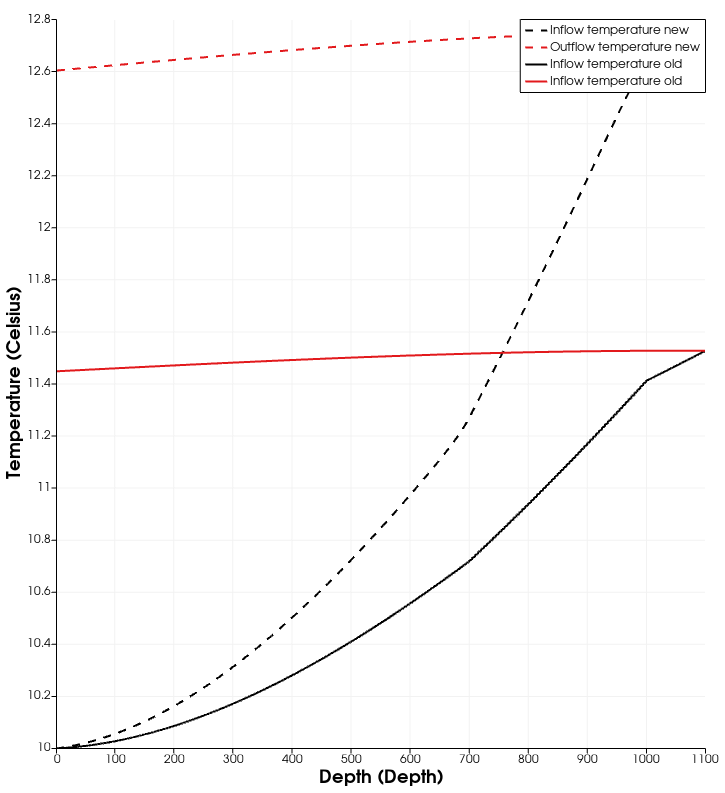 12.8
12.6
12.4
12.2
12
11.8
11.6
11.4
11.2
11
10.8
10.6
10.4
10.2
10
0 100 200 300 400 500 600 700 800 900 1000 1100
Temperature (Celsius)
Depth (Depth)
Inflow temperature new
Outflow temperature new
Inflow temperature old
Inflow temperature old